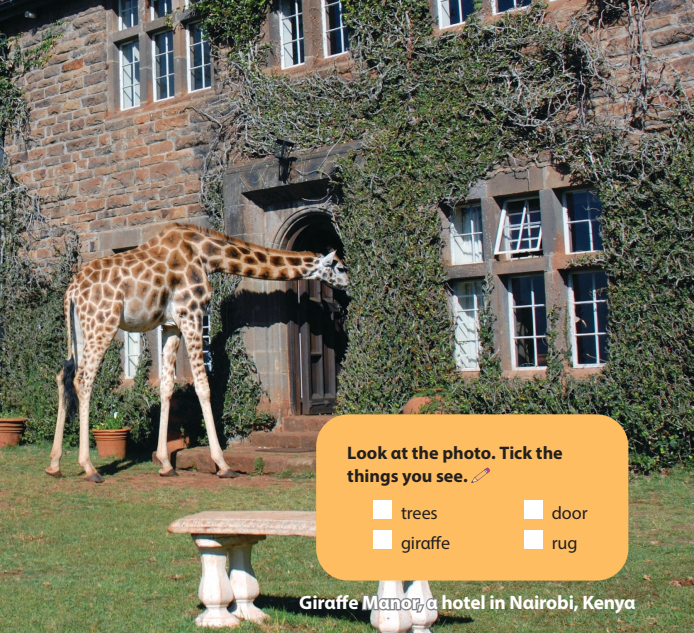 Look at the photo. Tick the
things you see.
trees door
giraffe rug
Giraffe Manor, a hotel in Nairobi, Kenya